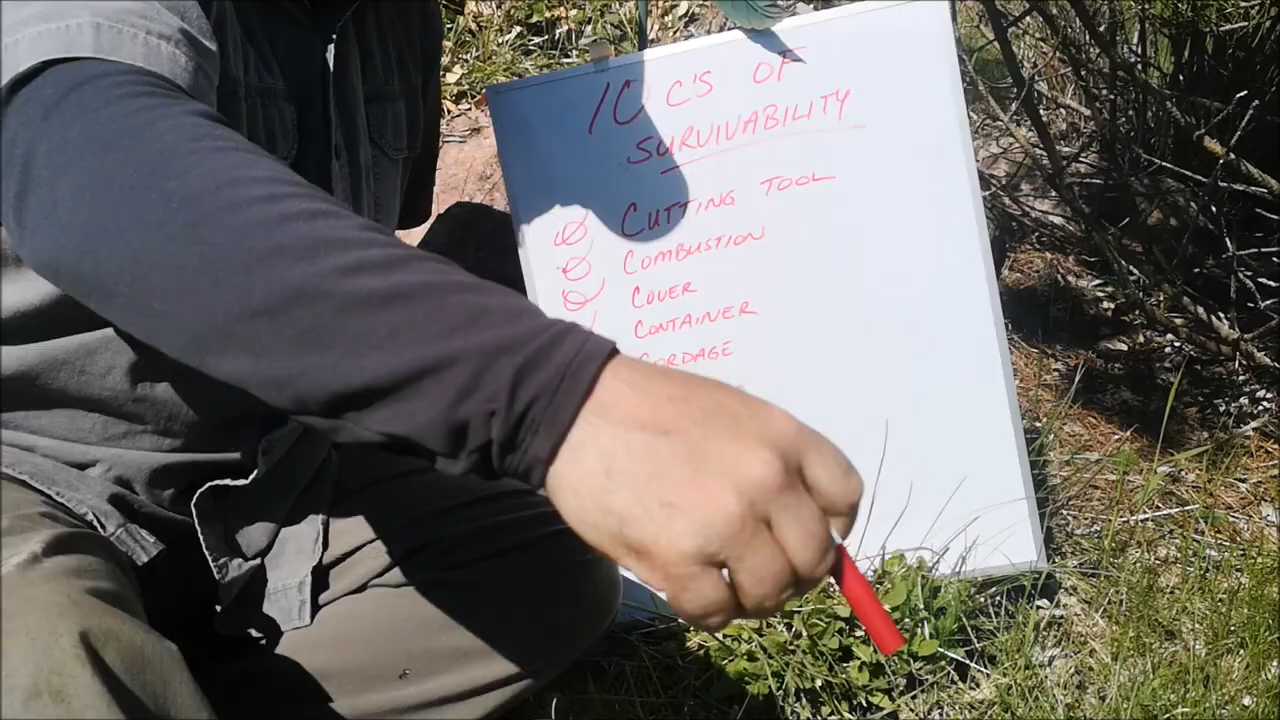 10 C'S OF
SURVIVABILITY
CUTTING TOOL
COMBUSTION
COVER
CONTAINER
CORDAGE